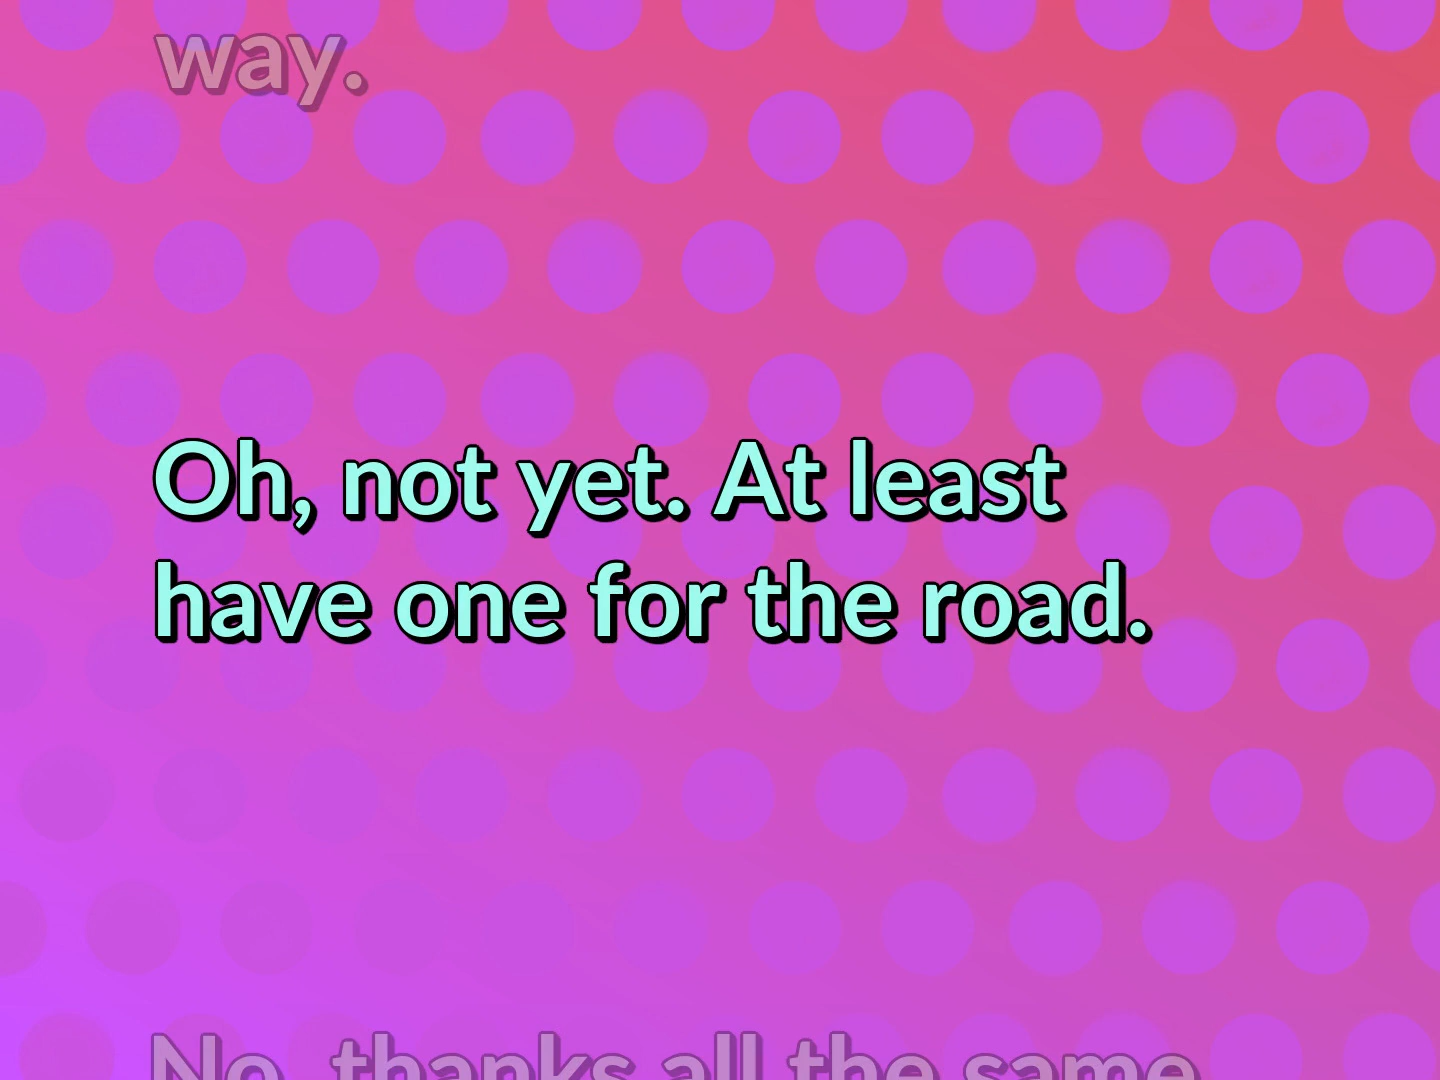 way.
Oh, not yet. At least
have one for the road.
No, thanks all the same